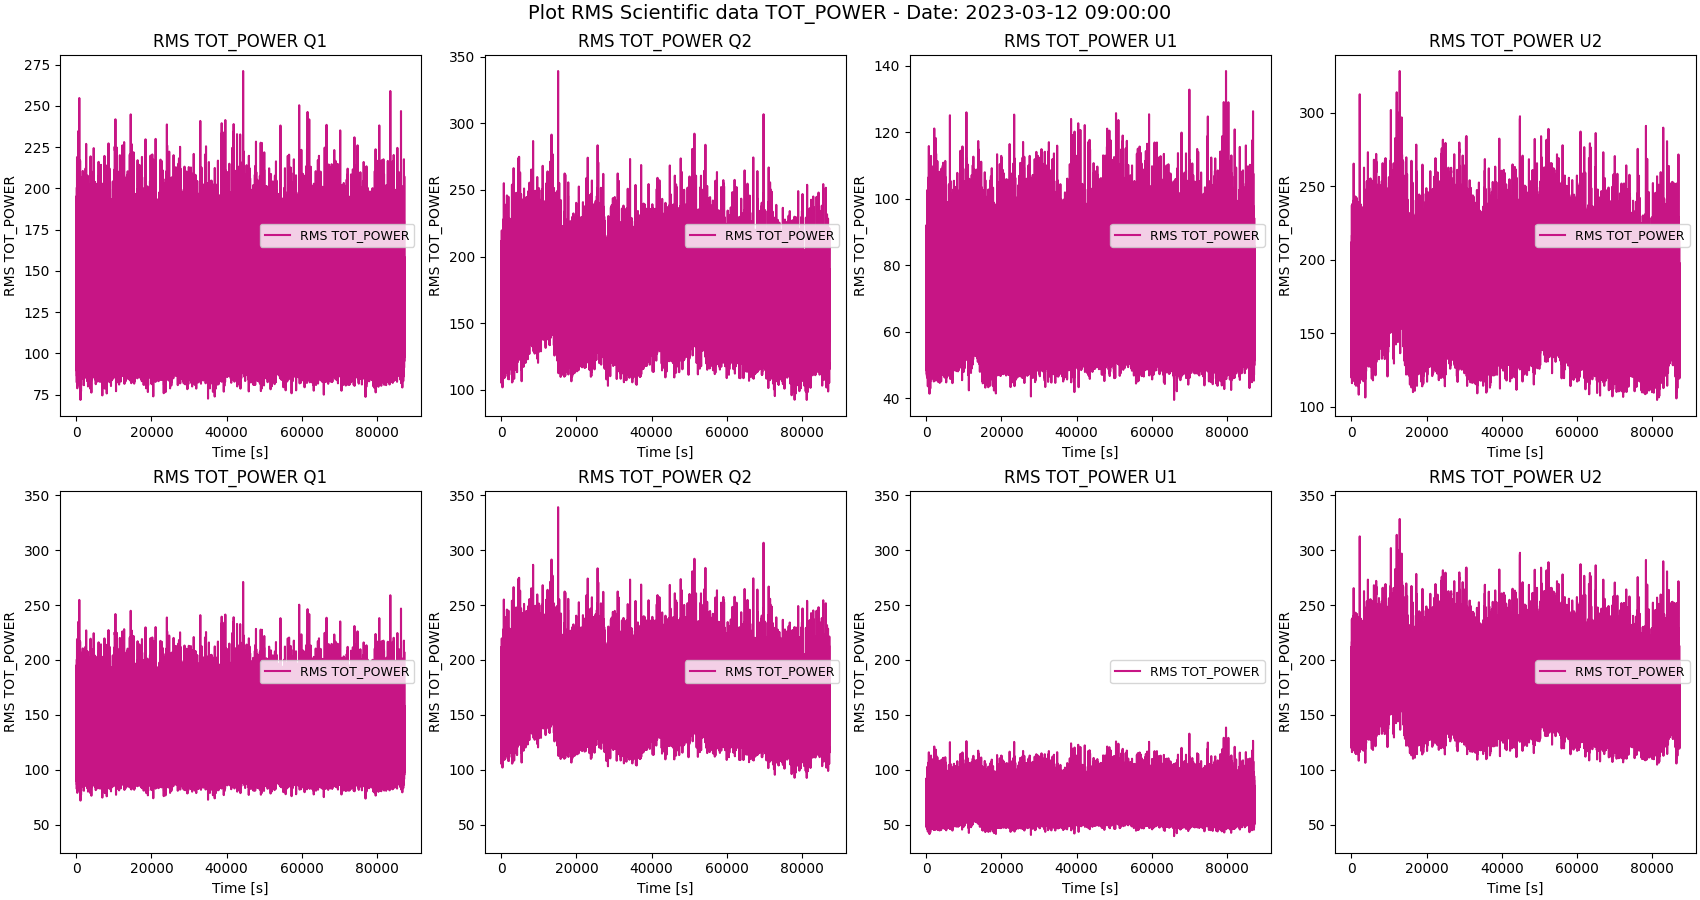 Plot RMS Scientific data TOT_POWER - Date: 2023-03-12 09:00:00
RMS TOT_POWER Q1
RMS TOT_POWER
275
250
225
200
175
150
125
100
75
RMS TOT_POWER
0 20000 40000 60000 80000
Time [s]
RMS TOT_POWER Q2
RMS TOT_POWER
350
300
250
200
150
100
RMS TOT_POWER
0 20000 40000 60000 80000
Time [s]
RMS TOT_POWER U1
RMS TOT_POWER
140
120
100
80
60
40
RMS TOT_POWER
0 20000 40000 60000 80000
Time [s]
RMS TOT_POWER U2
RMS TOT_POWER
300
250
200
150
100
RMS TOT_POWER
0 20000 40000 60000 80000
Time [s]
RMS TOT_POWER Q1
RMS TOT_POWER
350
300
250
200
150
100
50
RMS TOT_POWER
0 20000 40000 60000 80000
Time [s]
RMS TOT_POWER Q2
RMS TOT_POWER
350
300
250
200
150
100
50
RMS TOT_POWER
0 20000 40000 60000 80000
Time [s]
RMS TOT_POWER U1
RMS TOT_POWER
350
300
250
200
150
100
50
RMS TOT_POWER
0 20000 40000 60000 80000
Time [s]
RMS TOT_POWER U2
RMS TOT_POWER
350
300
250
200
150
100
50
RMS TOT_POWER
0 20000 40000 60000 80000
Time [s]